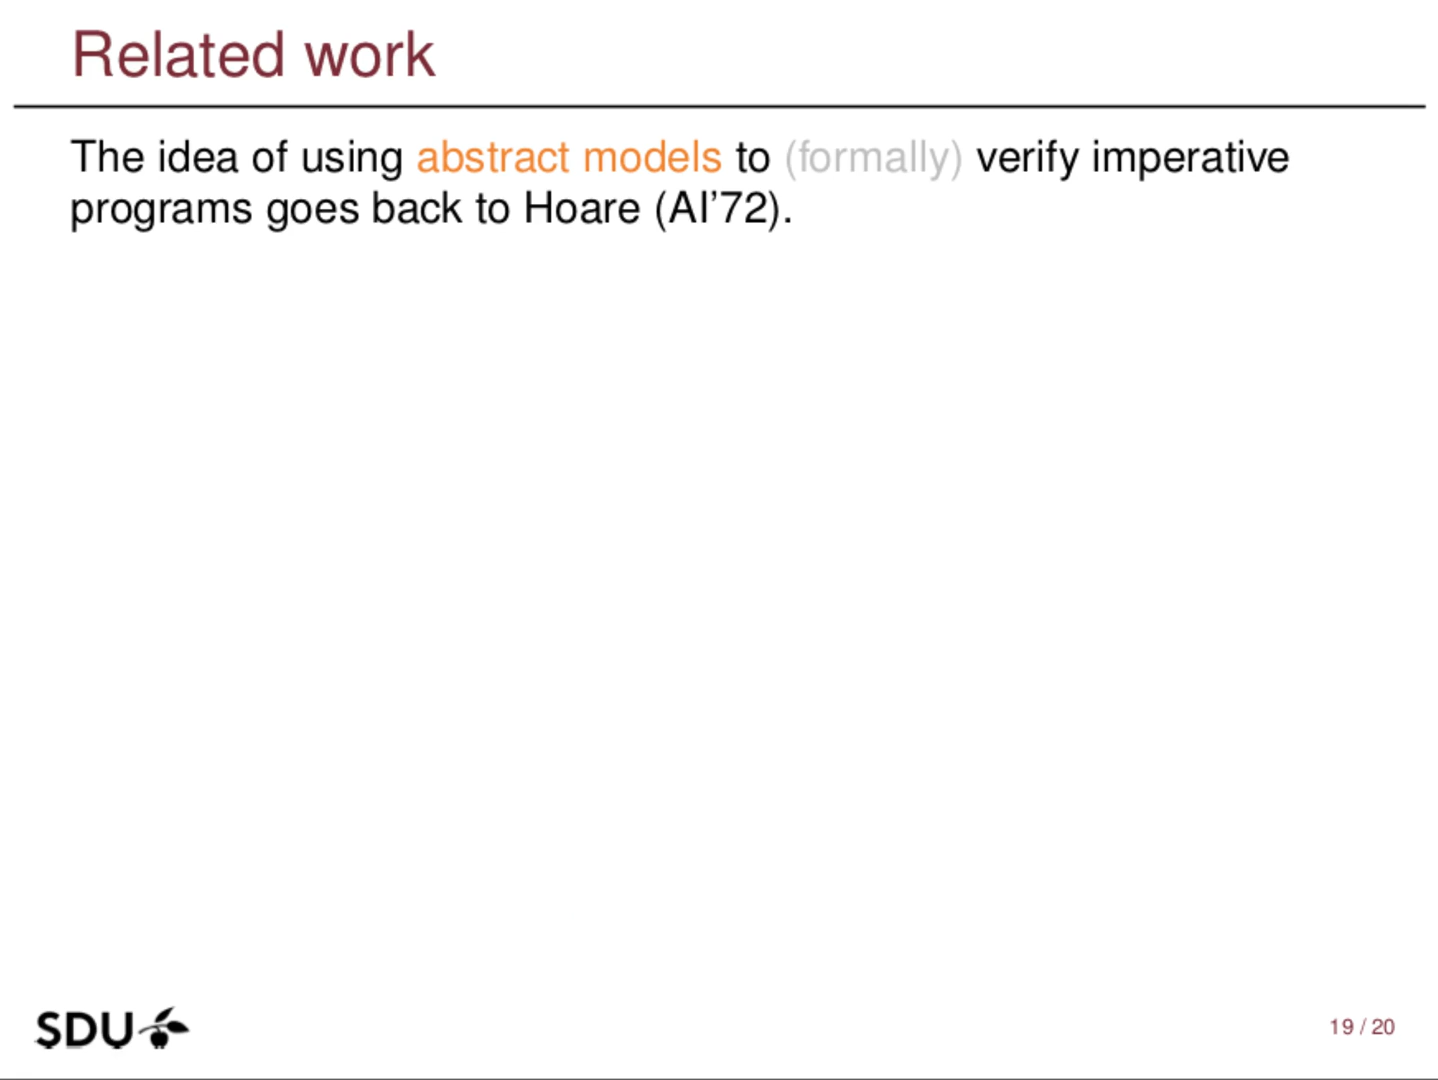 Related work
The idea of using abstract models to (formally) verify imperative
programs goes back to Hoare (AI’72).
SDU
19 / 20